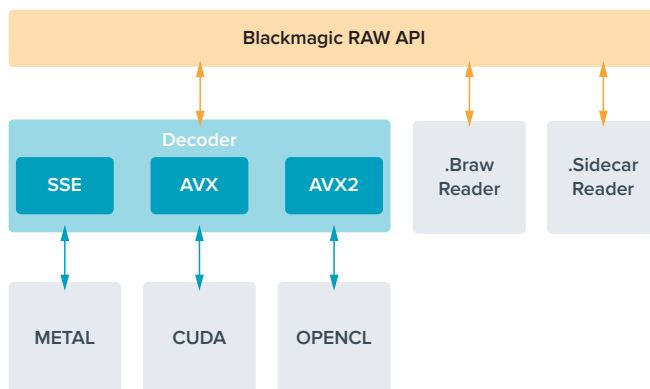 Blackmagic RAW API
Decoder
SSE
AVX
AVX2
.Braw
Reader
.Sidecar
Reader
METAL
CUDA
OPENCL